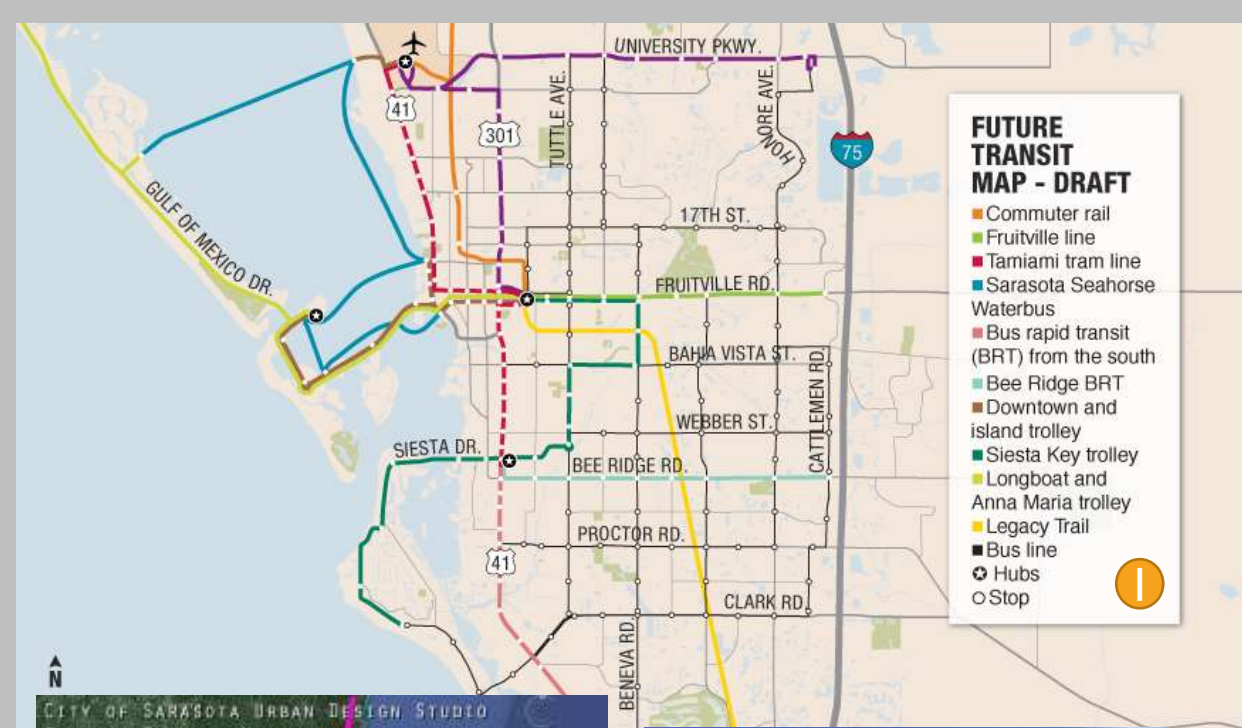 UNIVERSITY PKWY.
41
301
TUTTLE AVE.
HONORE AVE.
75
GULF OF MEXICO DR.
17TH ST.
FRUITVILLE RD.
BAHIA VISTA ST.
CATTLEMEN RD.
WEBBER ST.
SIESTA DR.
BEE RIDGE RD.
PROCTOR RD.
41
CLARK RD.
BENEVA RD.
N
FUTURE
TRANSIT
MAP - DRAFT
Commuter rail
Fruitville line
Tamiami tram line
Sarasota Seahorse
Waterbus
Bus rapid transit
(BRT) from the south
Bee Ridge BRT
Downtown and
island trolley
Siesta Key trolley
Longboat and
Anna Maria trolley
Legacy Trail
Bus line
Hubs
Stop
I
CITY OF SARASOTA URBAN DESIGN STUDIO